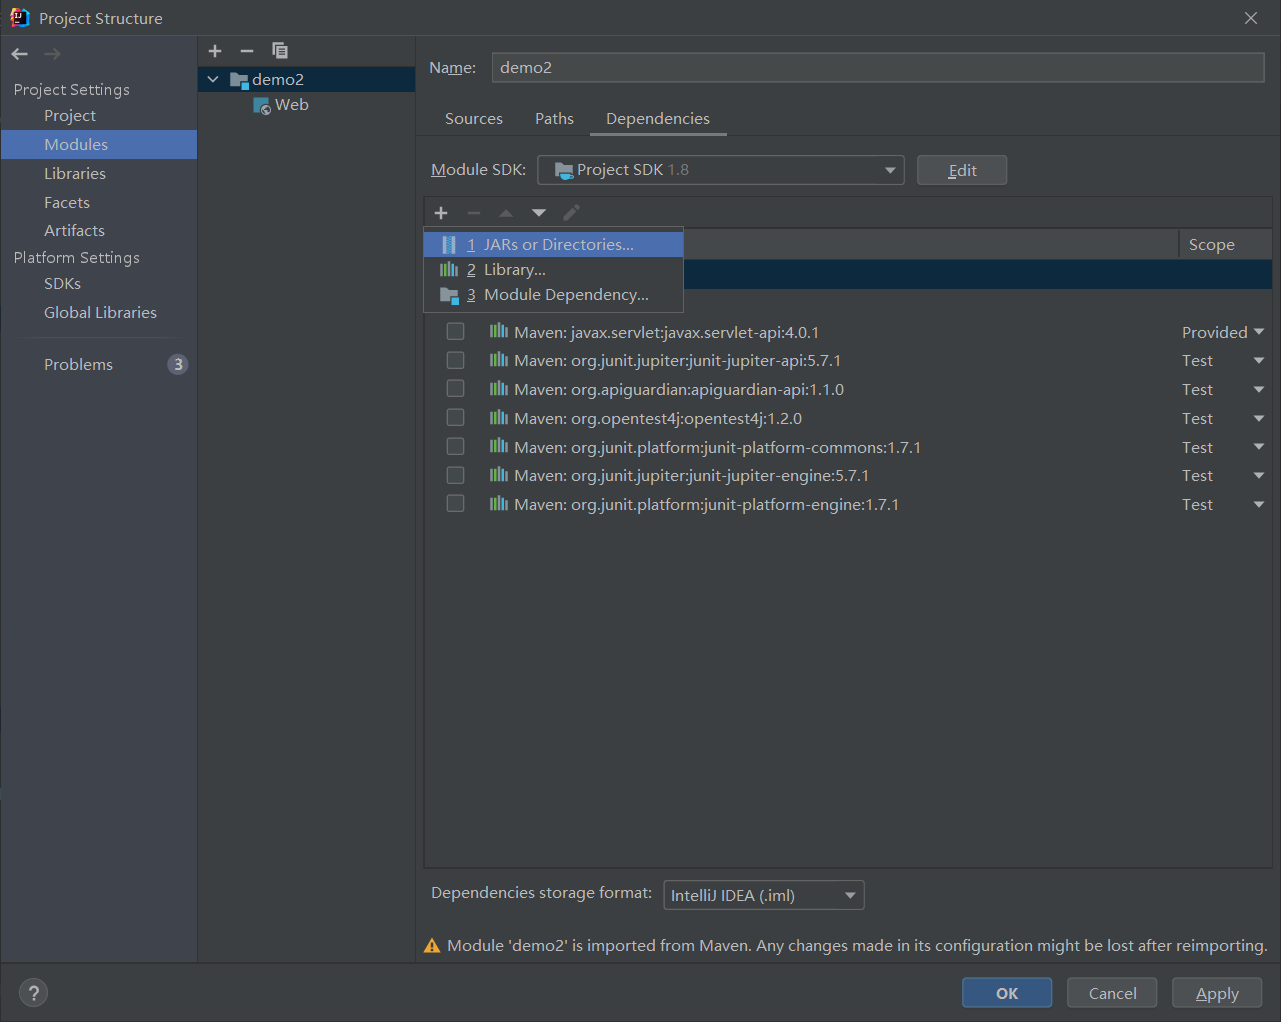 Project Structure
Project Settings
Project
Modules
Libraries
Facets
Artifacts
Platform Settings
SDKs
Global Libraries
Problems 3
demo2
Web
Name: demo2
Sources Paths Dependencies
Module SDK: Project SDK 1.8 Edit
1 JARs or Directories...
2 Library...
3 Module Dependency...
Scope
Maven: javax.servlet:javax.servlet-api:4.0.1 Provided
Maven: org.junit.jupiter:junit-jupiter-api:5.7.1 Test
Maven: org.apiguardian:apiguardian-api:1.1.0 Test
Maven: org.opentest4j:opentest4j:1.2.0 Test
Maven: org.junit.platform:junit-platform-commons:1.7.1 Test
Maven: org.junit.jupiter:junit-jupiter-engine:5.7.1 Test
Maven: org.junit.platform:junit-platform-engine:1.7.1 Test
Dependencies storage format: IntelliJ IDEA (.iml)
Module 'demo2' is imported from Maven. Any changes made in its configuration might be lost after reimporting.
? OK Cancel Apply